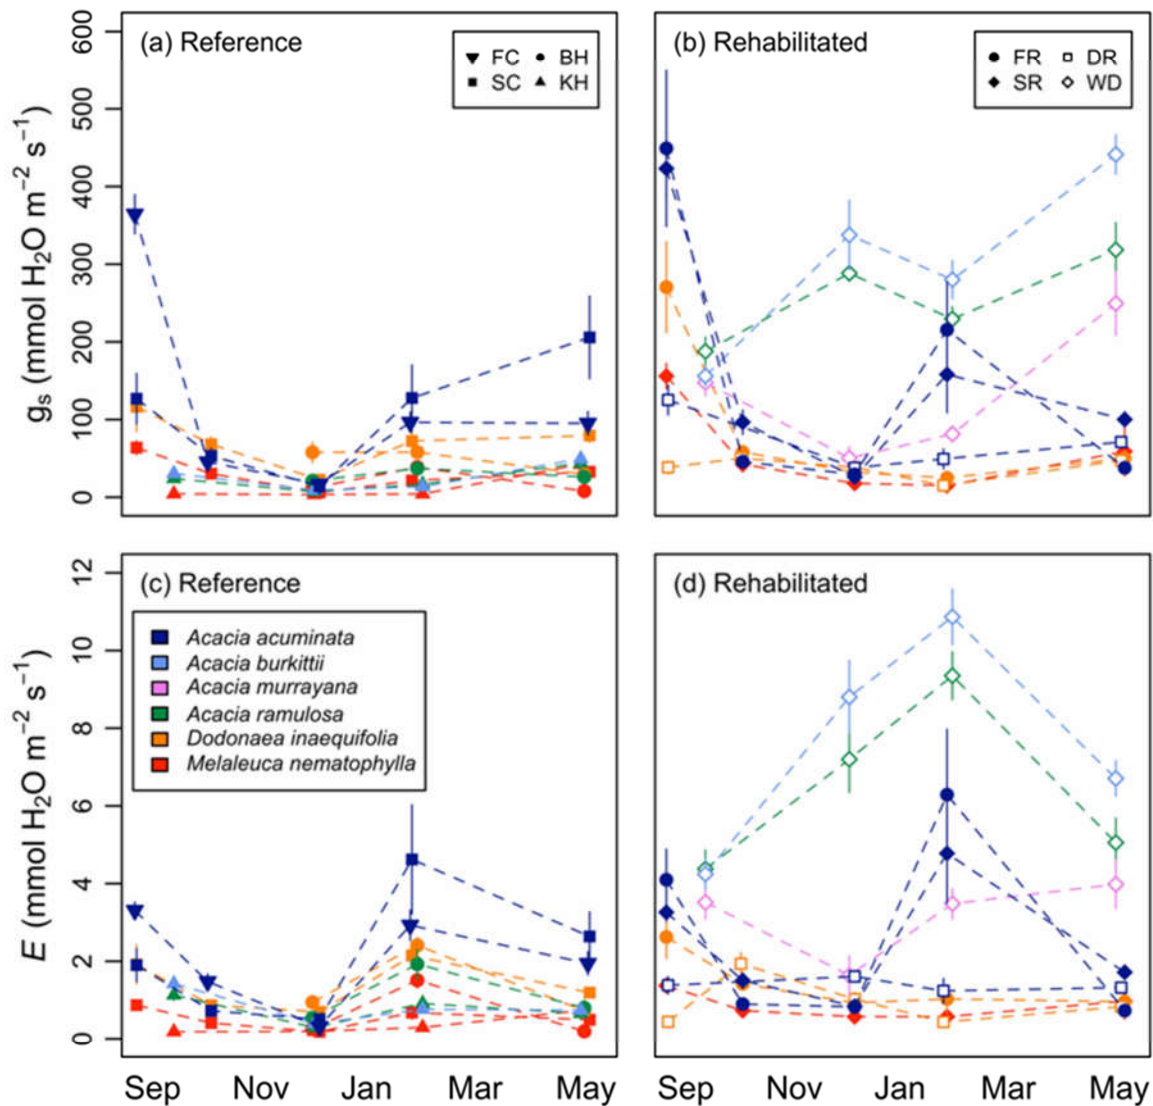 (a) Reference
FC BH
SC KH
600
500
400
300
200
100
0
gs (mmol H2O m−2 s−1)
(b) Rehabilitated
FR DR
SR WD
(c) Reference
Acacia acuminata
Acacia burkittii
Acacia murrayana
Acacia ramulosa
Dodonaea inaequifolia
Melaleuca nematophylla
12
10
8
6
4
2
0
E (mmol H2O m−2 s−1)
Sep Nov Jan Mar May
(d) Rehabilitated
Sep Nov Jan Mar May